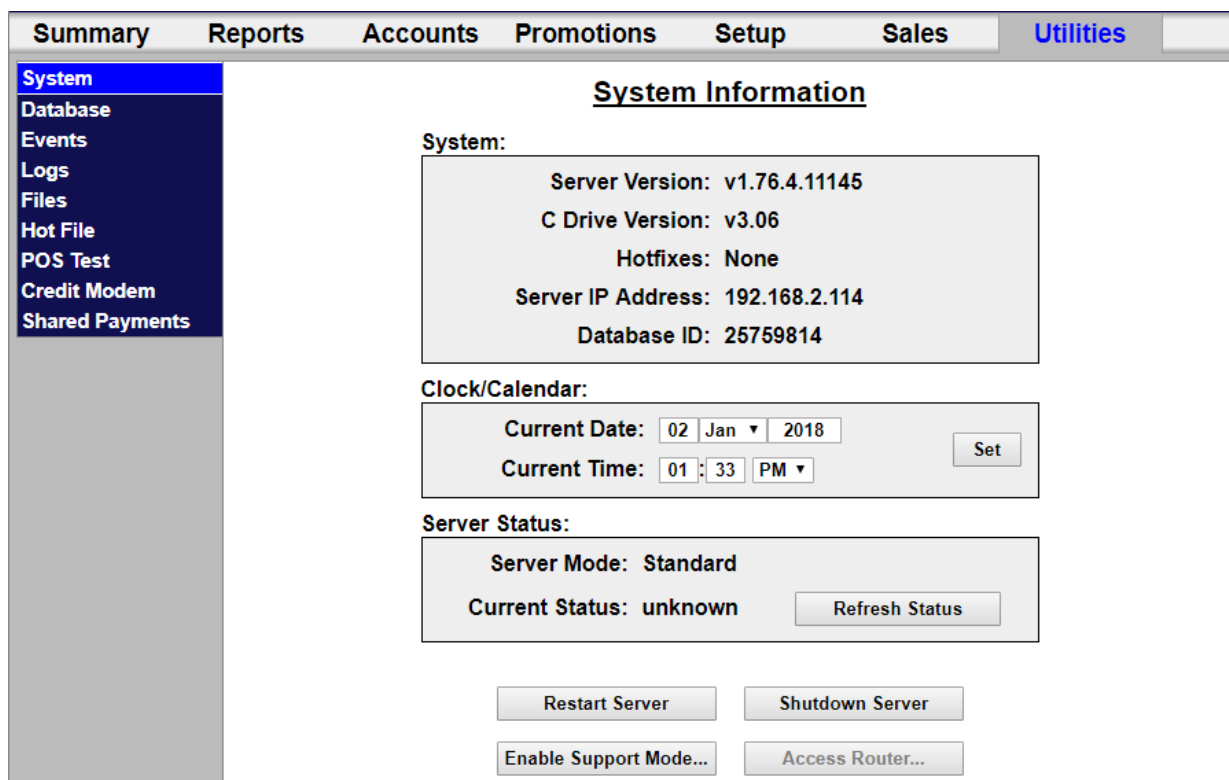 Summary Reports Accounts Promotions Setup Sales Utilities
System
Database
Events
Logs
Files
Hot File
POS Test
Credit Modem
Shared Payments
System Information
System:
Server Version: v1.76.4.11145
C Drive Version: v3.06
Hotfixes: None
Server IP Address: 192.168.2.114
Database ID: 25759814
Clock/Calendar:
Current Date: 02 Jan 2018
Current Time: 01 : 33 PM
Set
Server Status:
Server Mode: Standard
Current Status: unknown Refresh Status
Restart Server Shutdown Server
Enable Support Mode... Access Router...